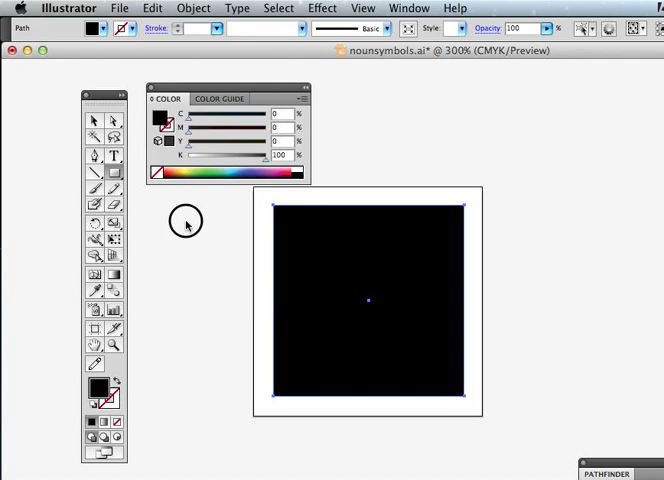 Illustrator File Edit Object Type Select Effect View Window Help
Path Stroke: Basic Style: Opacity: 100 %
nounsymbols.ai* @ 300% (CMYK/Preview)
COLOR COLOR GUIDE
C 0 %
M 0 %
Y 0 %
K 100 %
T
PATHFINDER